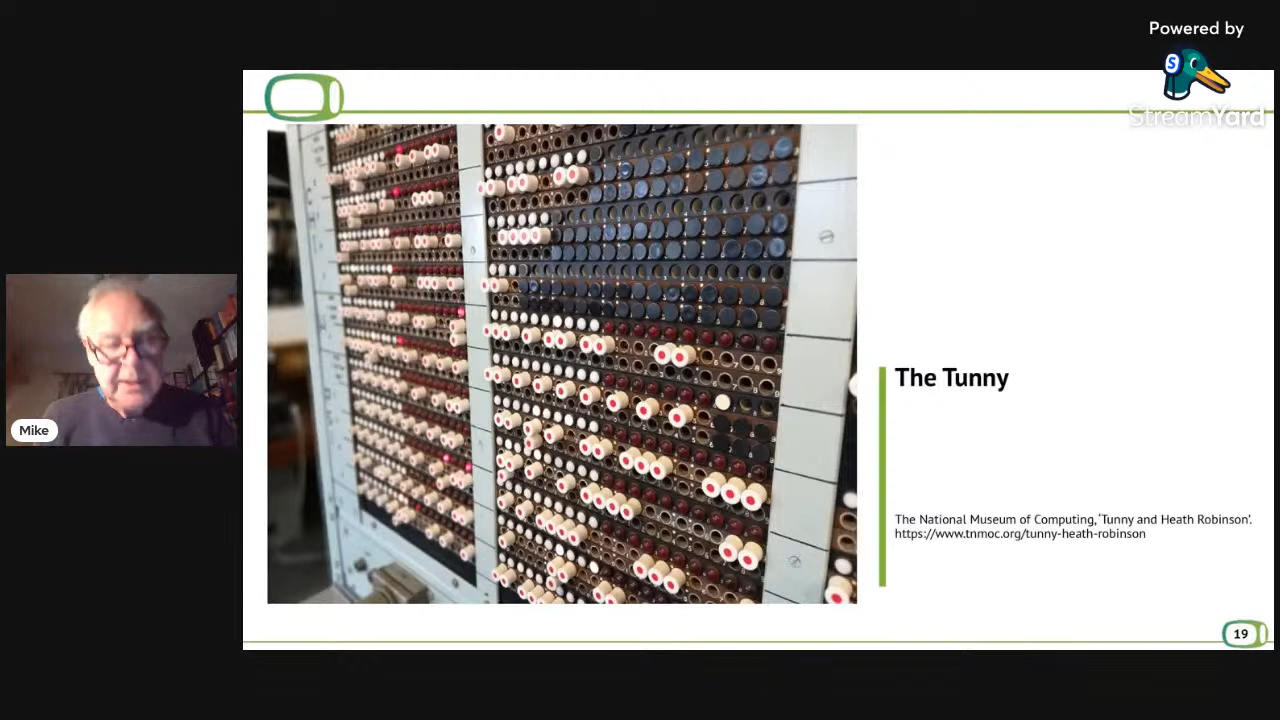 Powered by
S
StreamYard
The Tunny
The National Museum of Computing, ‘Tunny and Heath Robinson’.
https://www.tnmoc.org/tunny-heath-robinson
Mike
19